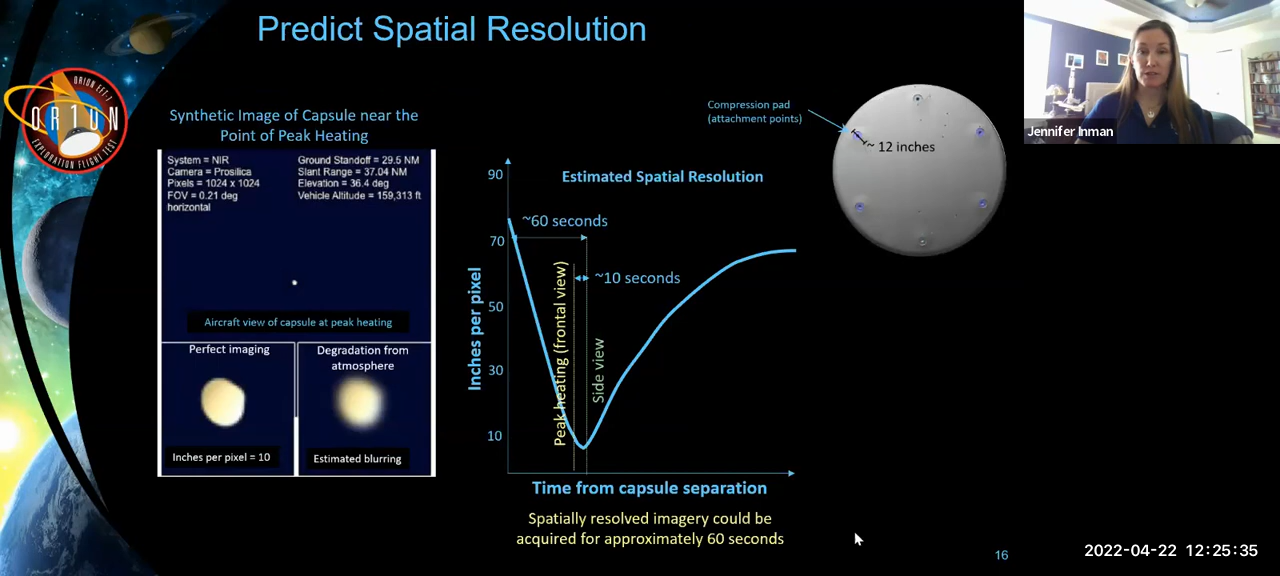 Predict Spatial Resolution
ORION EFT-1
OR1ON
EXPLORATION FLIGHT TEST
Synthetic Image of Capsule near the
Point of Peak Heating
System = NIR
Camera = Prosilica
Pixels = 1024 x 1024
FOV = 0.21 deg
horizontal
Ground Standoff = 29.5 NM
Slant Range = 37.04 NM
Elevation = 36.4 deg
Vehicle Altitude = 159,313 ft
Aircraft view of capsule at peak heating
Perfect imaging
Inches per pixel = 10
Degradation from
atmosphere
Estimated blurring
Estimated Spatial Resolution
Inches per pixel
90
70
50
30
10
~60 seconds
~10 seconds
Peak heating (frontal view)
Side view
Time from capsule separation
Spatially resolved imagery could be
acquired for approximately 60 seconds
Compression pad
(attachment points)
~ 12 inches
Jennifer Inman
16
2022-04-22 12:25:35